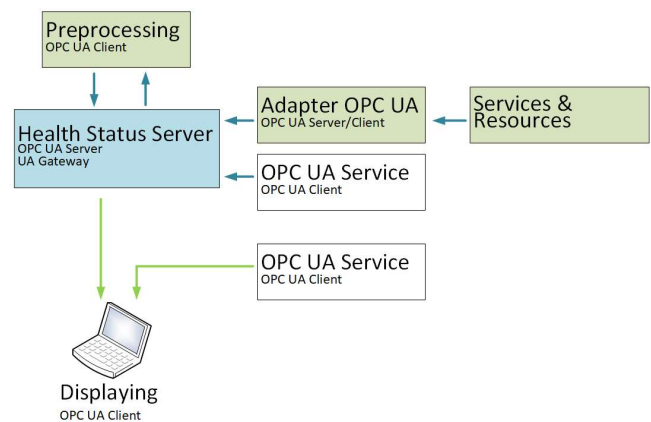 Preprocessing
OPC UA Client
Health Status Server
OPC UA Server
UA Gateway
Adapter OPC UA
OPC UA Server/Client
Services &
Resources
OPC UA Service
OPC UA Client
OPC UA Service
OPC UA Client
Displaying
OPC UA Client